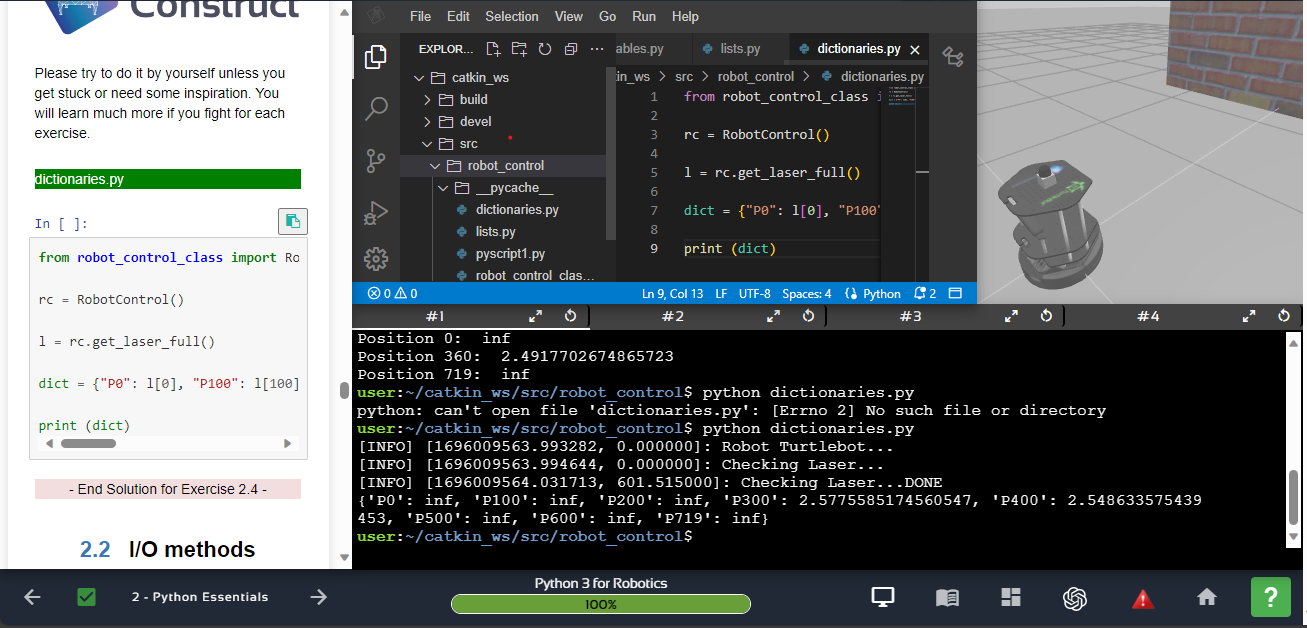 Construct
Please try to do it by yourself unless you
get stuck or need some inspiration. You
will learn much more if you fight for each
exercise.
dictionaries.py
In [ ]:
from robot_control_class import Ro
rc = RobotControl()
l = rc.get_laser_full()
dict = {"P0": l[0], "P100": l[100]
print (dict)
- End Solution for Exercise 2.4 -
2.2 I/O methods
File Edit Selection View Go Run Help
EXPLOR...
catkin_ws
build
devel
src
robot_control
__pycache__
dictionaries.py
lists.py
pyscript1.py
robot_control_clas...
ables.py lists.py dictionaries.py
in_ws > src > robot_control > dictionaries.py
1 from robot_control_class i
2
3 rc = RobotControl()
4
5 l = rc.get_laser_full()
6
7 dict = {"P0": l[0], "P100"
8
9 print (dict)
0 0 Ln 9, Col 13 LF UTF-8 Spaces: 4 Python 2
#1 #2 #3 #4
Position 0:  inf
Position 360:  2.4917702674865723
Position 719:  inf
user:~/catkin_ws/src/robot_control$ python dictionaries.py
python: can't open file 'dictionaries.py': [Errno 2] No such file or directory
user:~/catkin_ws/src/robot_control$ python dictionaries.py
[INFO] [1696009563.993282, 0.000000]: Robot Turtlebot...
[INFO] [1696009563.994644, 0.000000]: Checking Laser...
[INFO] [1696009564.031713, 601.515000]: Checking Laser...DONE
{'P0': inf, 'P100': inf, 'P200': inf, 'P300': 2.5775585174560547, 'P400': 2.548633575439
453, 'P500': inf, 'P600': inf, 'P719': inf}
user:~/catkin_ws/src/robot_control$
2 - Python Essentials
Python 3 for Robotics
100%
?